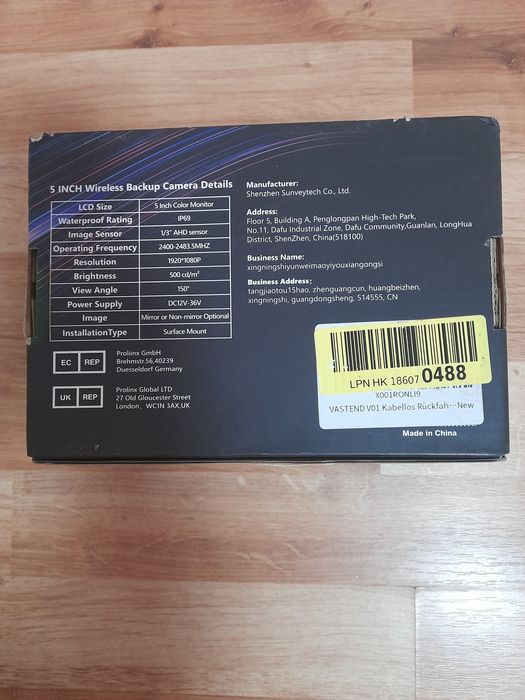 5 INCH Wireless Backup Camera Details
LCD Size 5 Inch Color Monitor
Waterproof Rating IP69
Image Sensor 1/3" AHD sensor
Operating Frequency 2400-2483.5MHZ
Resolution 1920*1080P
Brightness 500 cd/m²
View Angle 150°
Power Supply DC12V-36V
Image Mirror or Non-mirror Optional
InstallationType Surface Mount
EC REP
Proliinx GmbH
Brehmstr.56,40239
Duesseldorf Germany
UK REP
Prolinx Global LTD
27 Old Gloucester Street
London, WC1N 3AX,UK
Manufacturer:
Shenzhen Sunveytech Co., Ltd.
Address:
Floor 5, Building A, Penglongpan High-Tech Park,
No.11, Dafu Industrial Zone, Dafu Community,Guanlan, LongHua
District, ShenZhen, China(518100)
Business Name:
xingningshiyunweimaoyiyouxiangongsi
Business Address:
tangjiaotou15hao, zhenguangcun, huangbeizhen,
xingningshi, guangdongsheng, 514555, CN
LPN HK 18607 0488
X001RONLI9
VASTEND V01 Kabellos Rückfah···New
Made in China